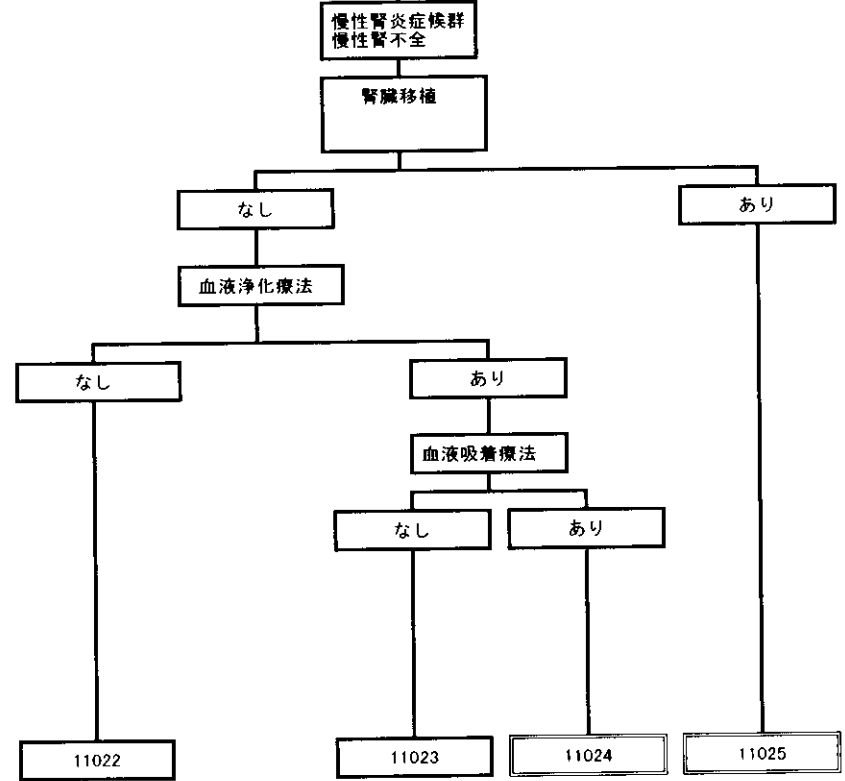 慢性腎炎症候群
慢性腎不全
腎臓移植
なし
あり
血液浄化療法
なし
あり
血液吸着療法
なし
あり
11022
11023
11024
11025